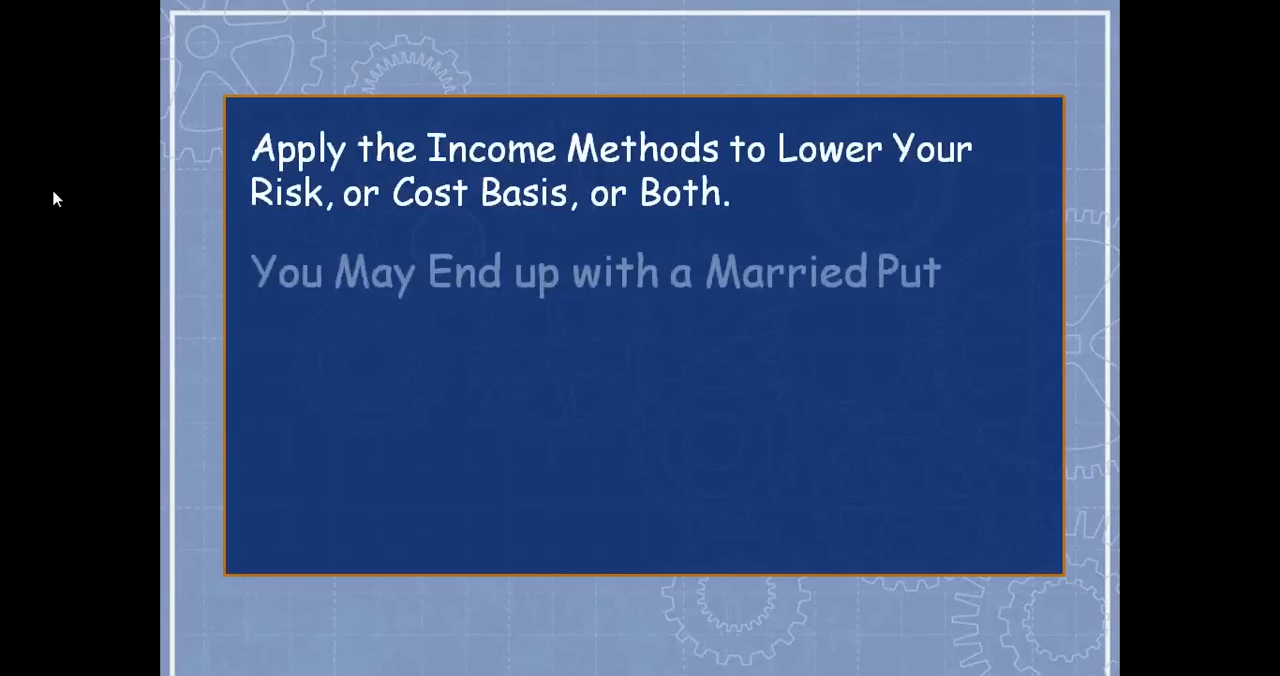 Apply the Income Methods to Lower Your
Risk, or Cost Basis, or Both.
You May End up with a Married Put